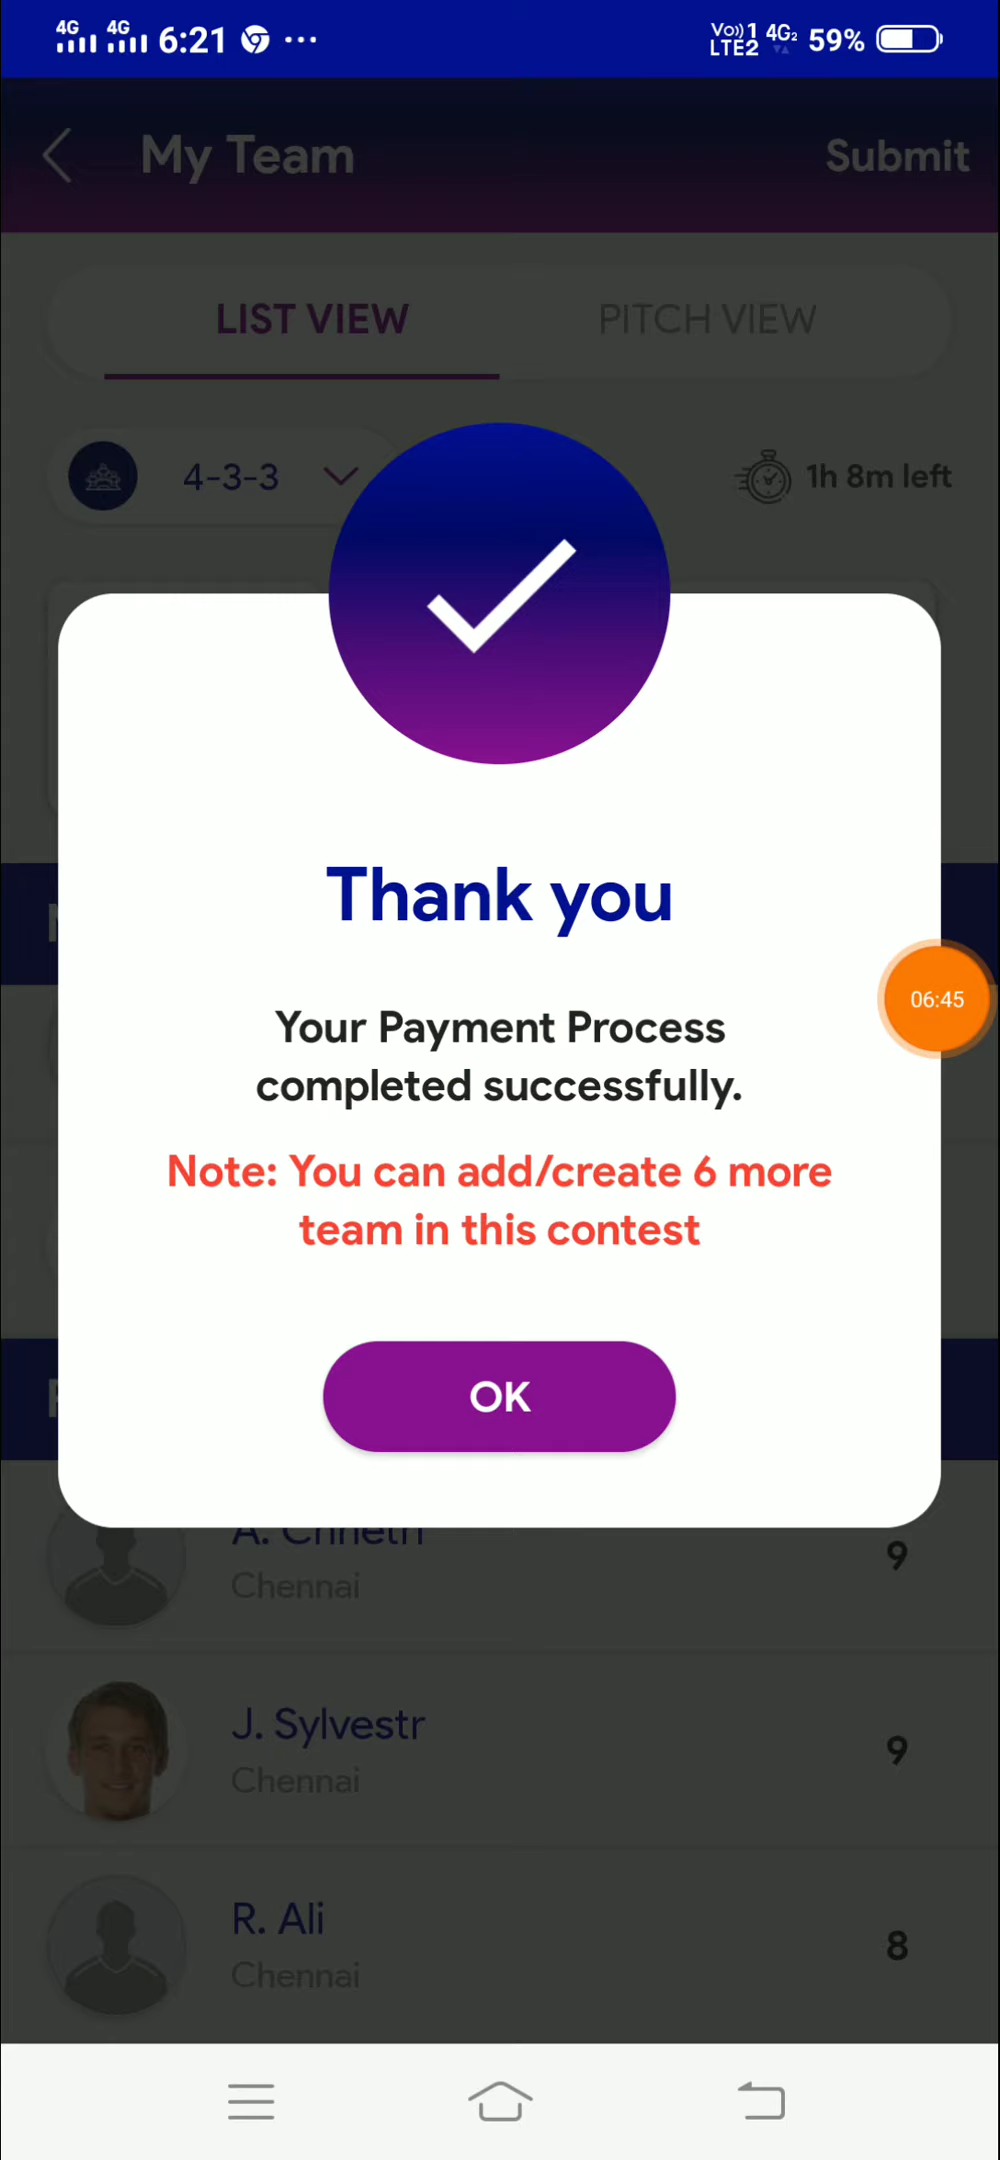 4G 4G 6:21 ... Vo)) 1 4G2 59%
LTE2
My Team Submit
LIST VIEW PITCH VIEW
4-3-3 1h 8m left
Thank you
06:45
Your Payment Process
completed successfully.
Note: You can add/create 6 more
team in this contest
OK
A. Chhetri 9
Chennai
J. Sylvestr 9
Chennai
R. Ali 8
Chennai